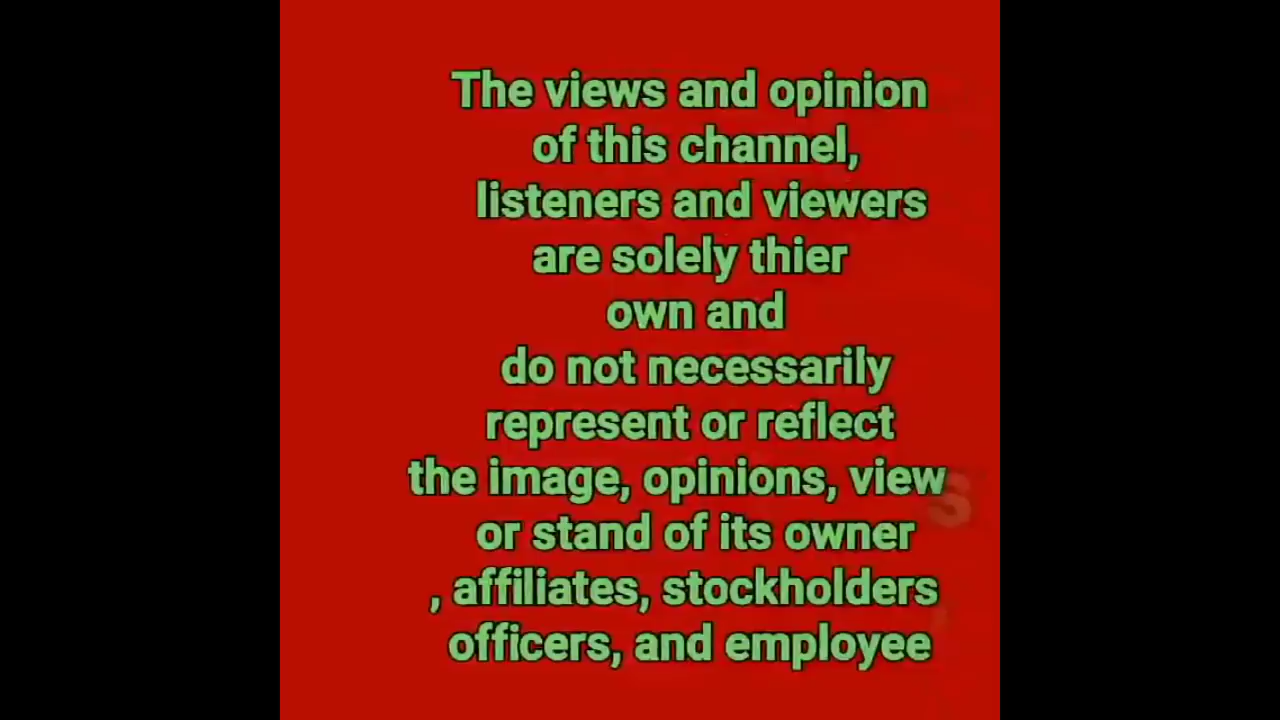 The views and opinion
of this channel,
listeners and viewers
are solely thier
own and
do not necessarily
represent or reflect
the image, opinions, view
or stand of its owner
, affiliates, stockholders
officers, and employee